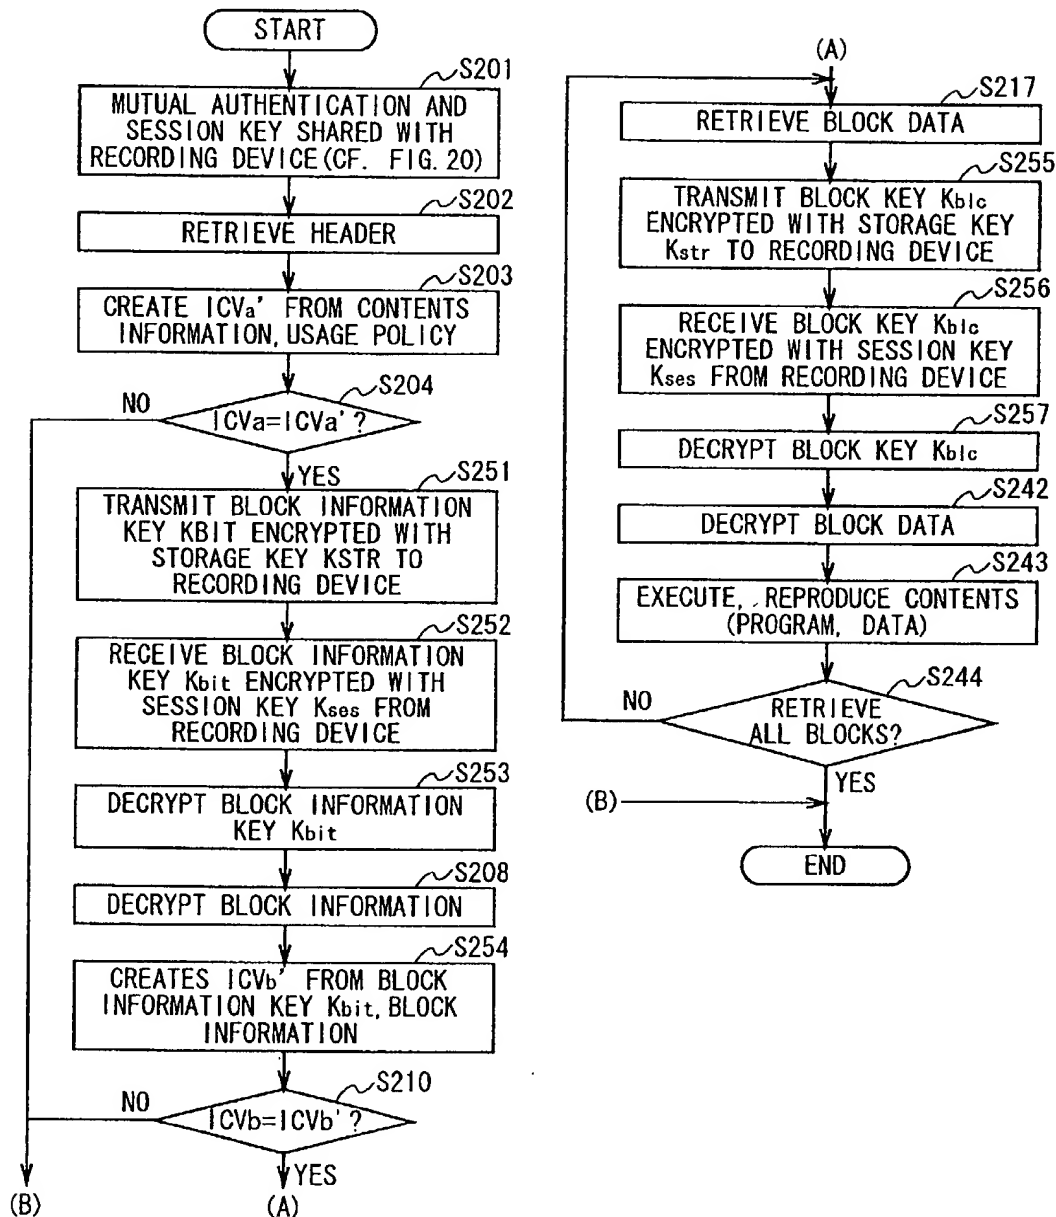 START
S201
MUTUAL AUTHENTICATION AND
SESSION KEY SHARED WITH
RECORDING DEVICE(CF. FIG. 20)
S202
RETRIEVE HEADER
S203
CREATE ICVa' FROM CONTENTS
INFORMATION, USAGE POLICY
S204
NO
ICVa=ICVa'?
YES
S251
TRANSMIT BLOCK INFORMATION
KEY KBIT ENCRYPTED WITH
STORAGE KEY KSTR TO
RECORDING DEVICE
S252
RECEIVE BLOCK INFORMATION
KEY Kbit ENCRYPTED WITH
SESSION KEY Kses FROM
RECORDING DEVICE
S253
DECRYPT BLOCK INFORMATION
KEY Kbit
S208
DECRYPT BLOCK INFORMATION
S254
CREATES ICVb' FROM BLOCK
INFORMATION KEY Kbit, BLOCK
INFORMATION
S210
NO
ICVb=ICVb'?
YES
(B)
(A)
(A)
S217
RETRIEVE BLOCK DATA
S255
TRANSMIT BLOCK KEY Kblc
ENCRYPTED WITH STORAGE KEY
Kstr TO RECORDING DEVICE
S256
RECEIVE BLOCK KEY Kblc
ENCRYPTED WITH SESSION KEY
Kses FROM RECORDING DEVICE
S257
DECRYPT BLOCK KEY Kblc
S242
DECRYPT BLOCK DATA
S243
EXECUTE, REPRODUCE CONTENTS
(PROGRAM, DATA)
S244
NO
RETRIEVE
ALL BLOCKS?
YES
(B)
END